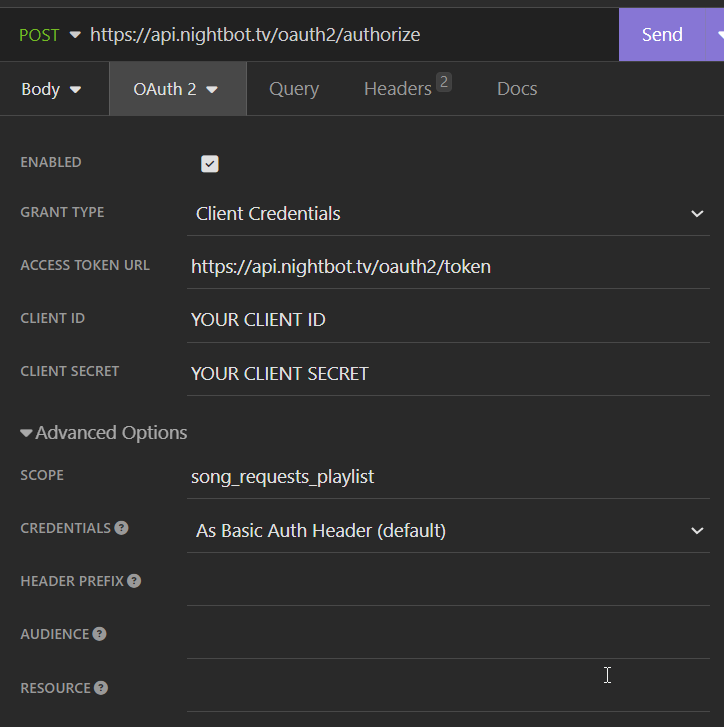 POST https://api.nightbot.tv/oauth2/authorize Send
Body OAuth 2 Query Headers 2 Docs
ENABLED
GRANT TYPE Client Credentials
ACCESS TOKEN URL https://api.nightbot.tv/oauth2/token
CLIENT ID YOUR CLIENT ID
CLIENT SECRET YOUR CLIENT SECRET
Advanced Options
SCOPE song_requests_playlist
CREDENTIALS ? As Basic Auth Header (default)
HEADER PREFIX ?
AUDIENCE ?
RESOURCE ?